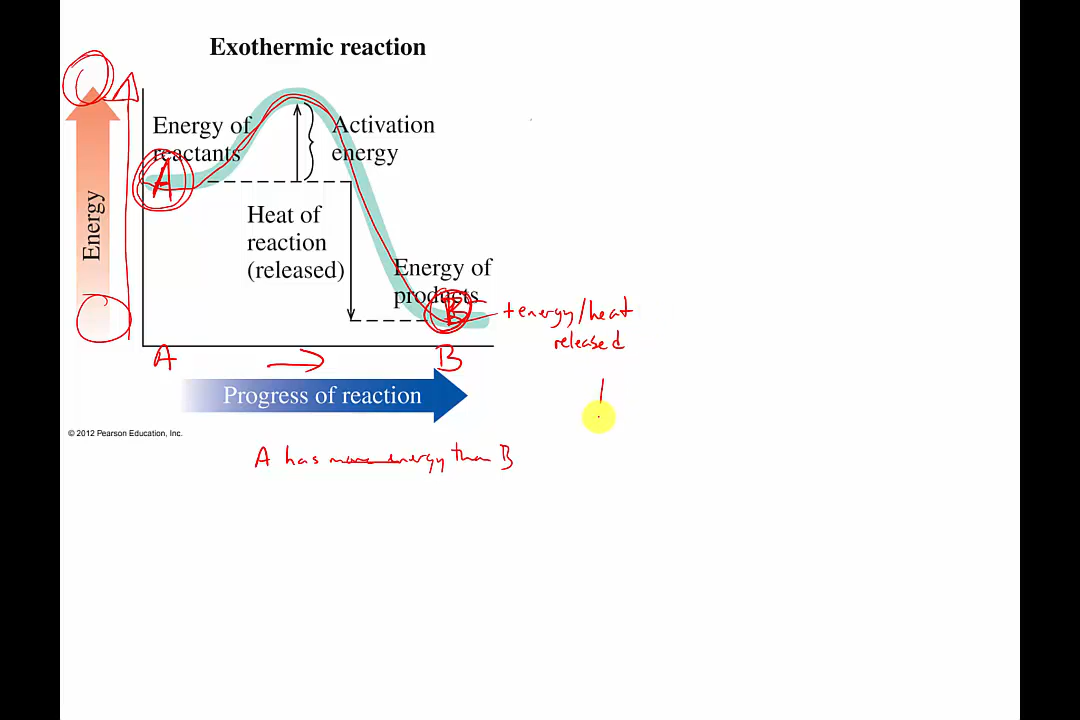 Exothermic reaction
Energy of
reactants
Activation
energy
A
Energy
Heat of
reaction
(released)
Energy of
products
B
+ energy/heat
released
A → B
Progress of reaction
© 2012 Pearson Education, Inc.
A has more energy than B